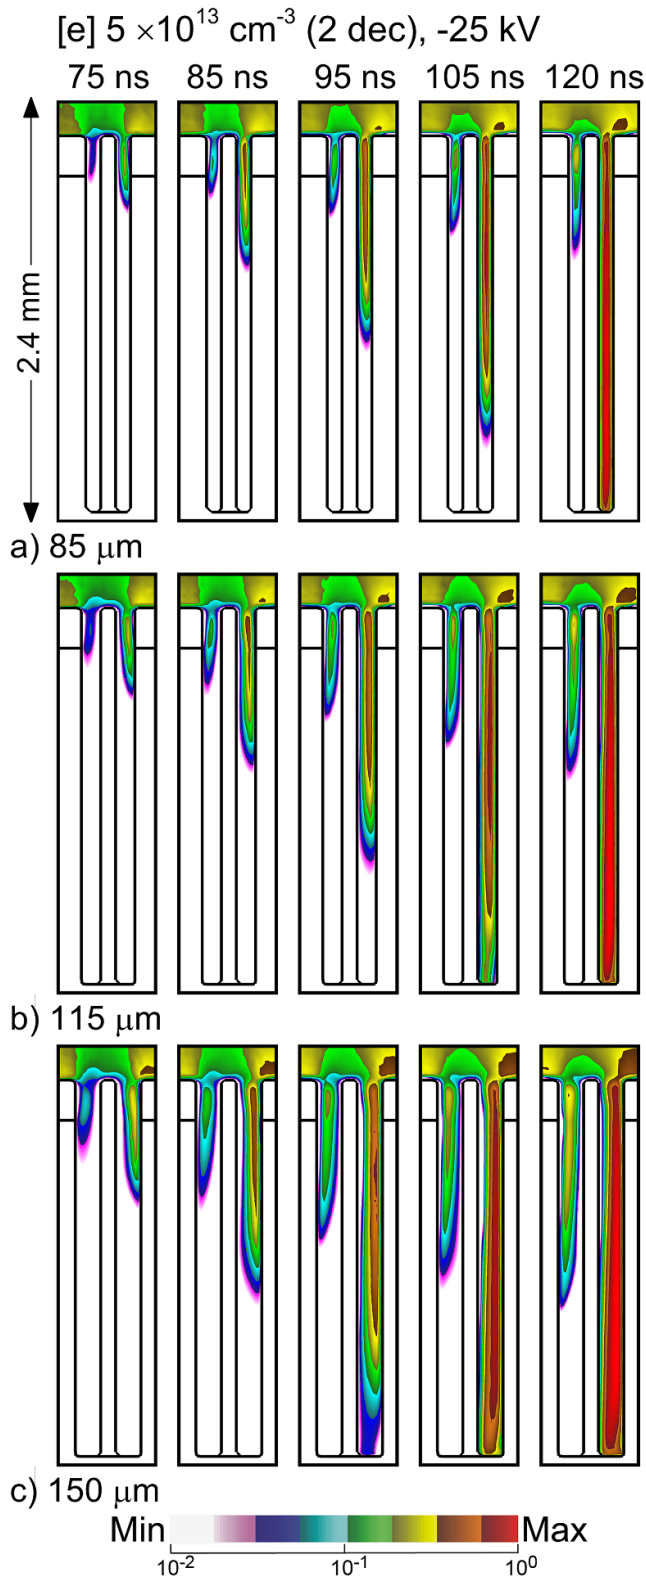 [e] 5 ×10¹³ cm⁻³ (2 dec), -25 kV
75 ns 85 ns 95 ns 105 ns 120 ns
2.4 mm
a) 85 μm
b) 115 μm
c) 150 μm
Min Max
10⁻² 10⁻¹ 10⁰